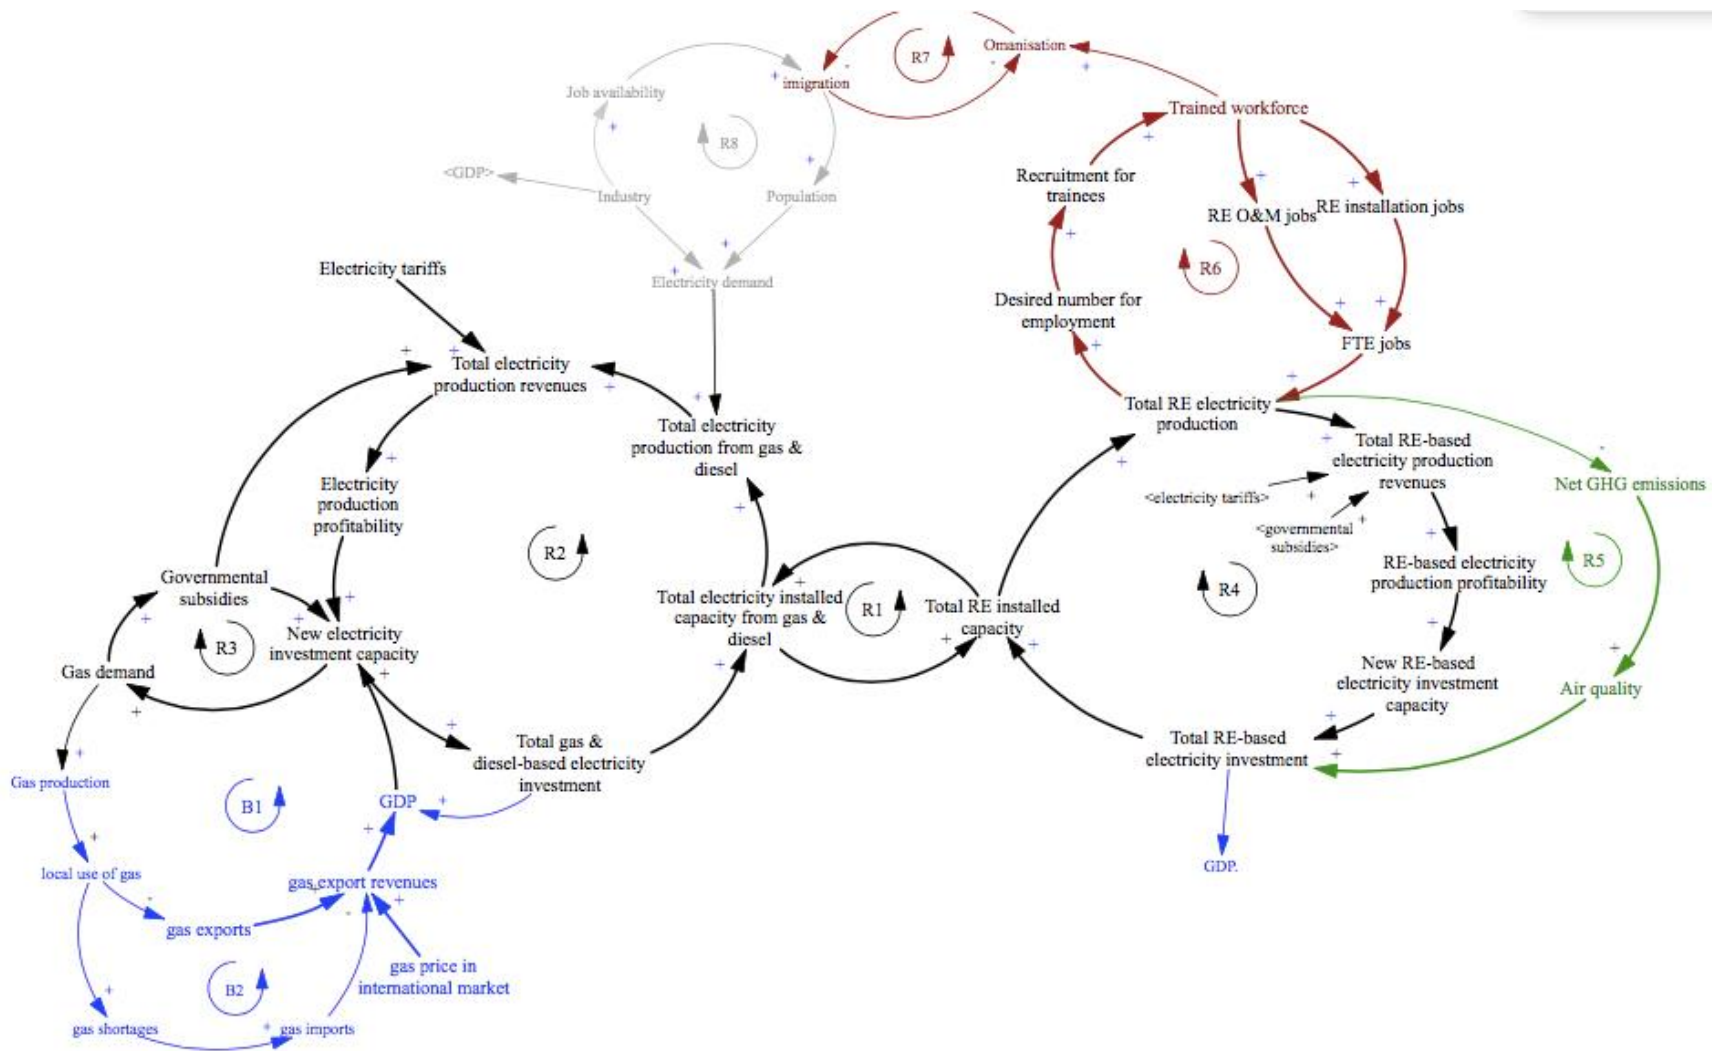 R7
Omanisation
Job availability
imigration
Trained workforce
R8
<GDP>
Industry
Population
Recruitment for
trainees
RE O&M jobs
RE installation jobs
Electricity tariffs
Electricity demand
R6
Desired number for
employment
FTE jobs
Total electricity
production revenues
Total RE electricity
production
Total electricity
production from gas &
diesel
Total RE-based
electricity production
revenues
<electricity tariffs>
<governmental
subsidies>
Net GHG emissions
Electricity
production
profitability
R2
R5
RE-based electricity
production profitability
R4
Governmental
subsidies
Total electricity installed
capacity from gas &
diesel
R1
Total RE installed
capacity
R3
New electricity
investment capacity
Gas demand
New RE-based
electricity investment
capacity
Air quality
Total gas &
diesel-based electricity
investment
Total RE-based
electricity investment
Gas production
B1
GDP
GDP.
local use of gas
gas export revenues
gas exports
gas price in
international market
B2
gas shortages
gas imports